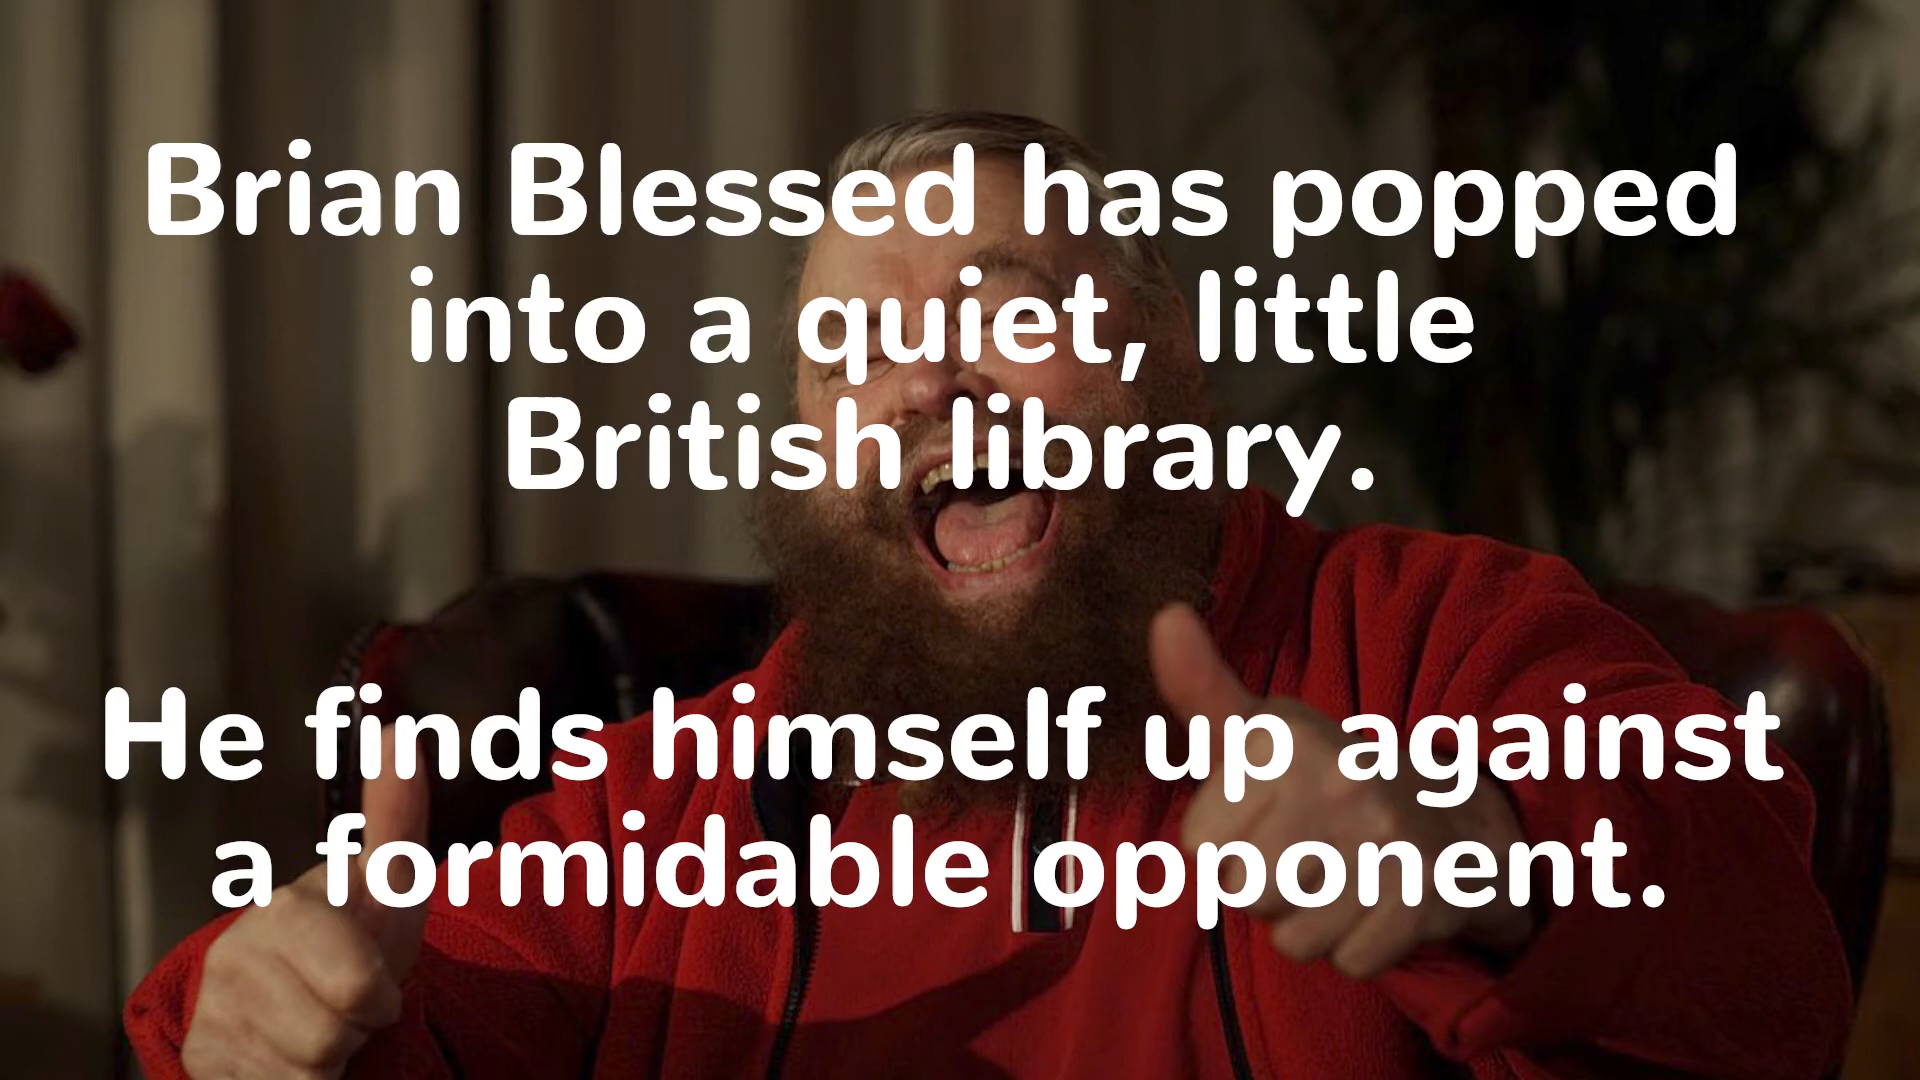 Brian Blessed has popped
into a quiet, little
British library.
He finds himself up against
a formidable opponent.